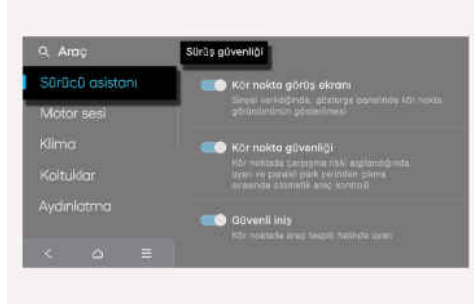 Araç
Sürüş güvenliği
Sürücü asistanı
Motor sesi
Klima
Koltuklar
Aydınlatma
Kör nokta görüş ekranı
Sinyal verildiğinde, gösterge panelinde kör nokta
görünümünün gösterilmesi
Kör nokta güvenliği
Kör noktada çarpışma riski algılandığında
uyarı ve paralel park yerinden çıkma
sırasında otomatik araç kontrolü
Güvenli iniş
Kör noktada araç tespiti halinde uyarı